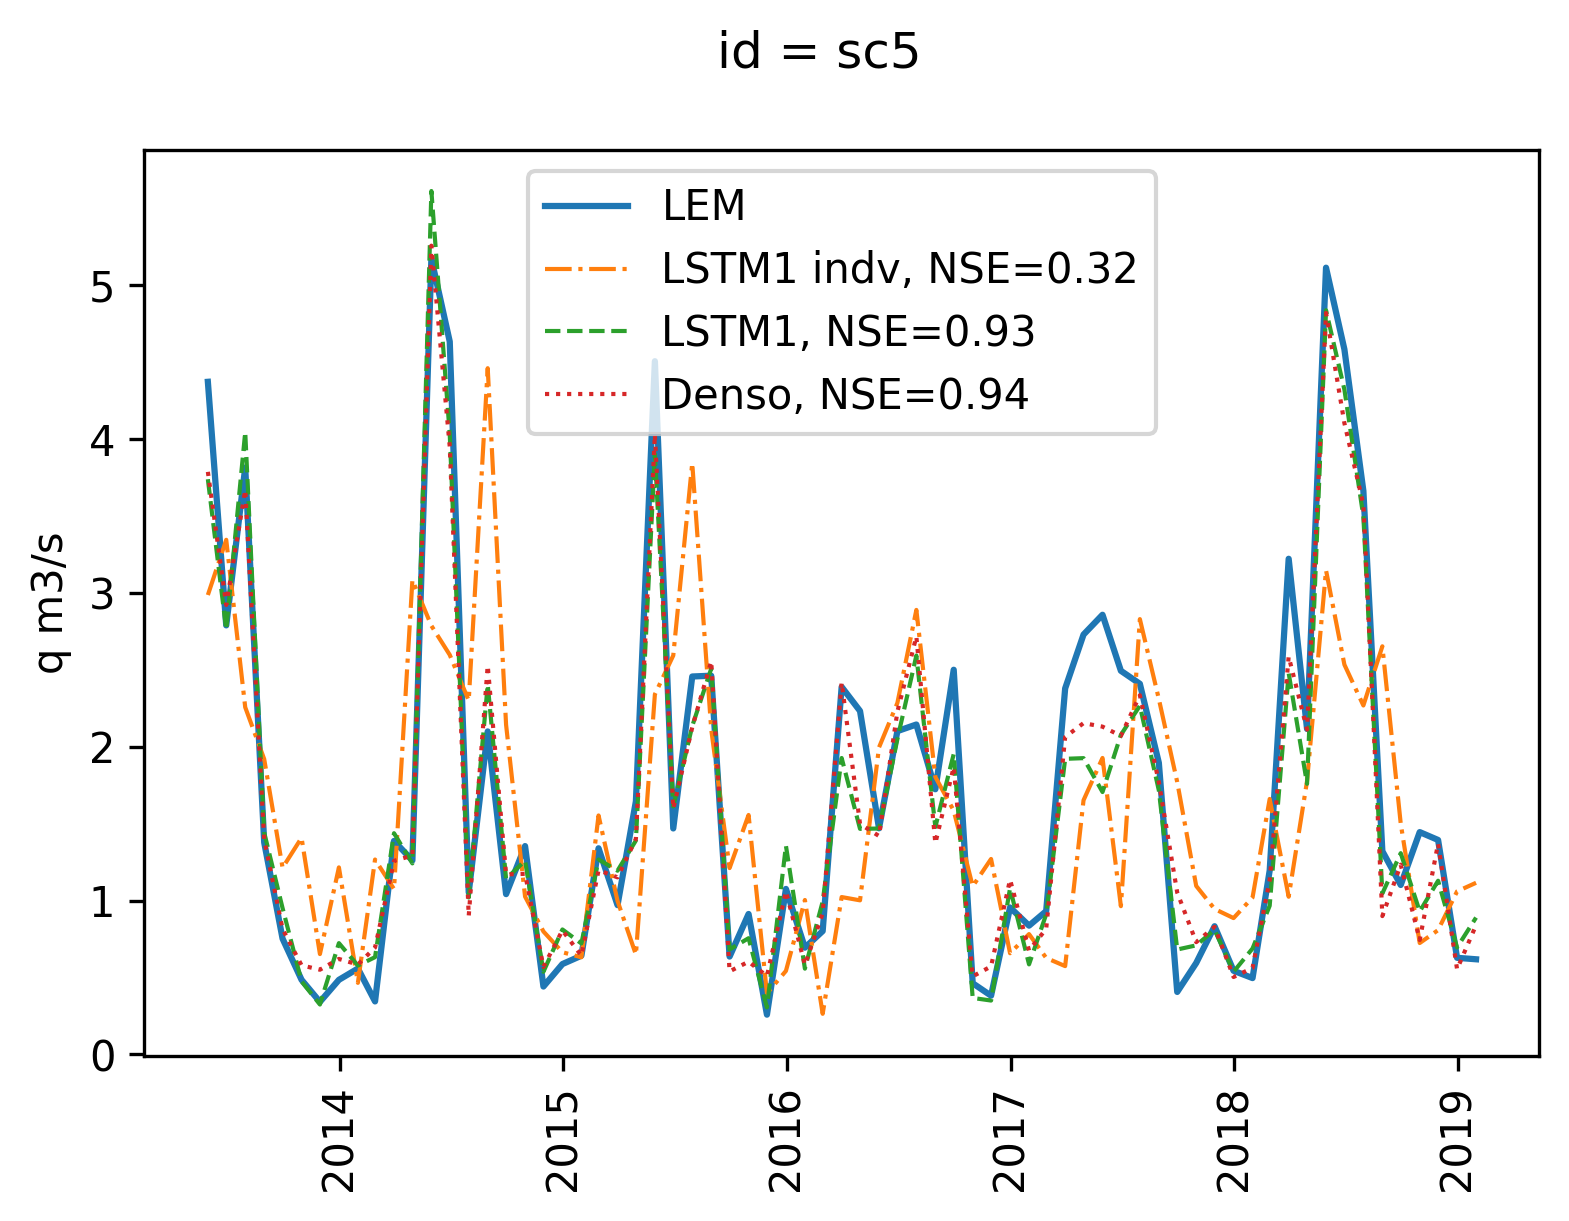 id = sc5
LEM
LSTM1 indv, NSE=0.32
LSTM1, NSE=0.93
Denso, NSE=0.94
q m3/s
5
4
3
2
1
0
2014
2015
2016
2017
2018
2019